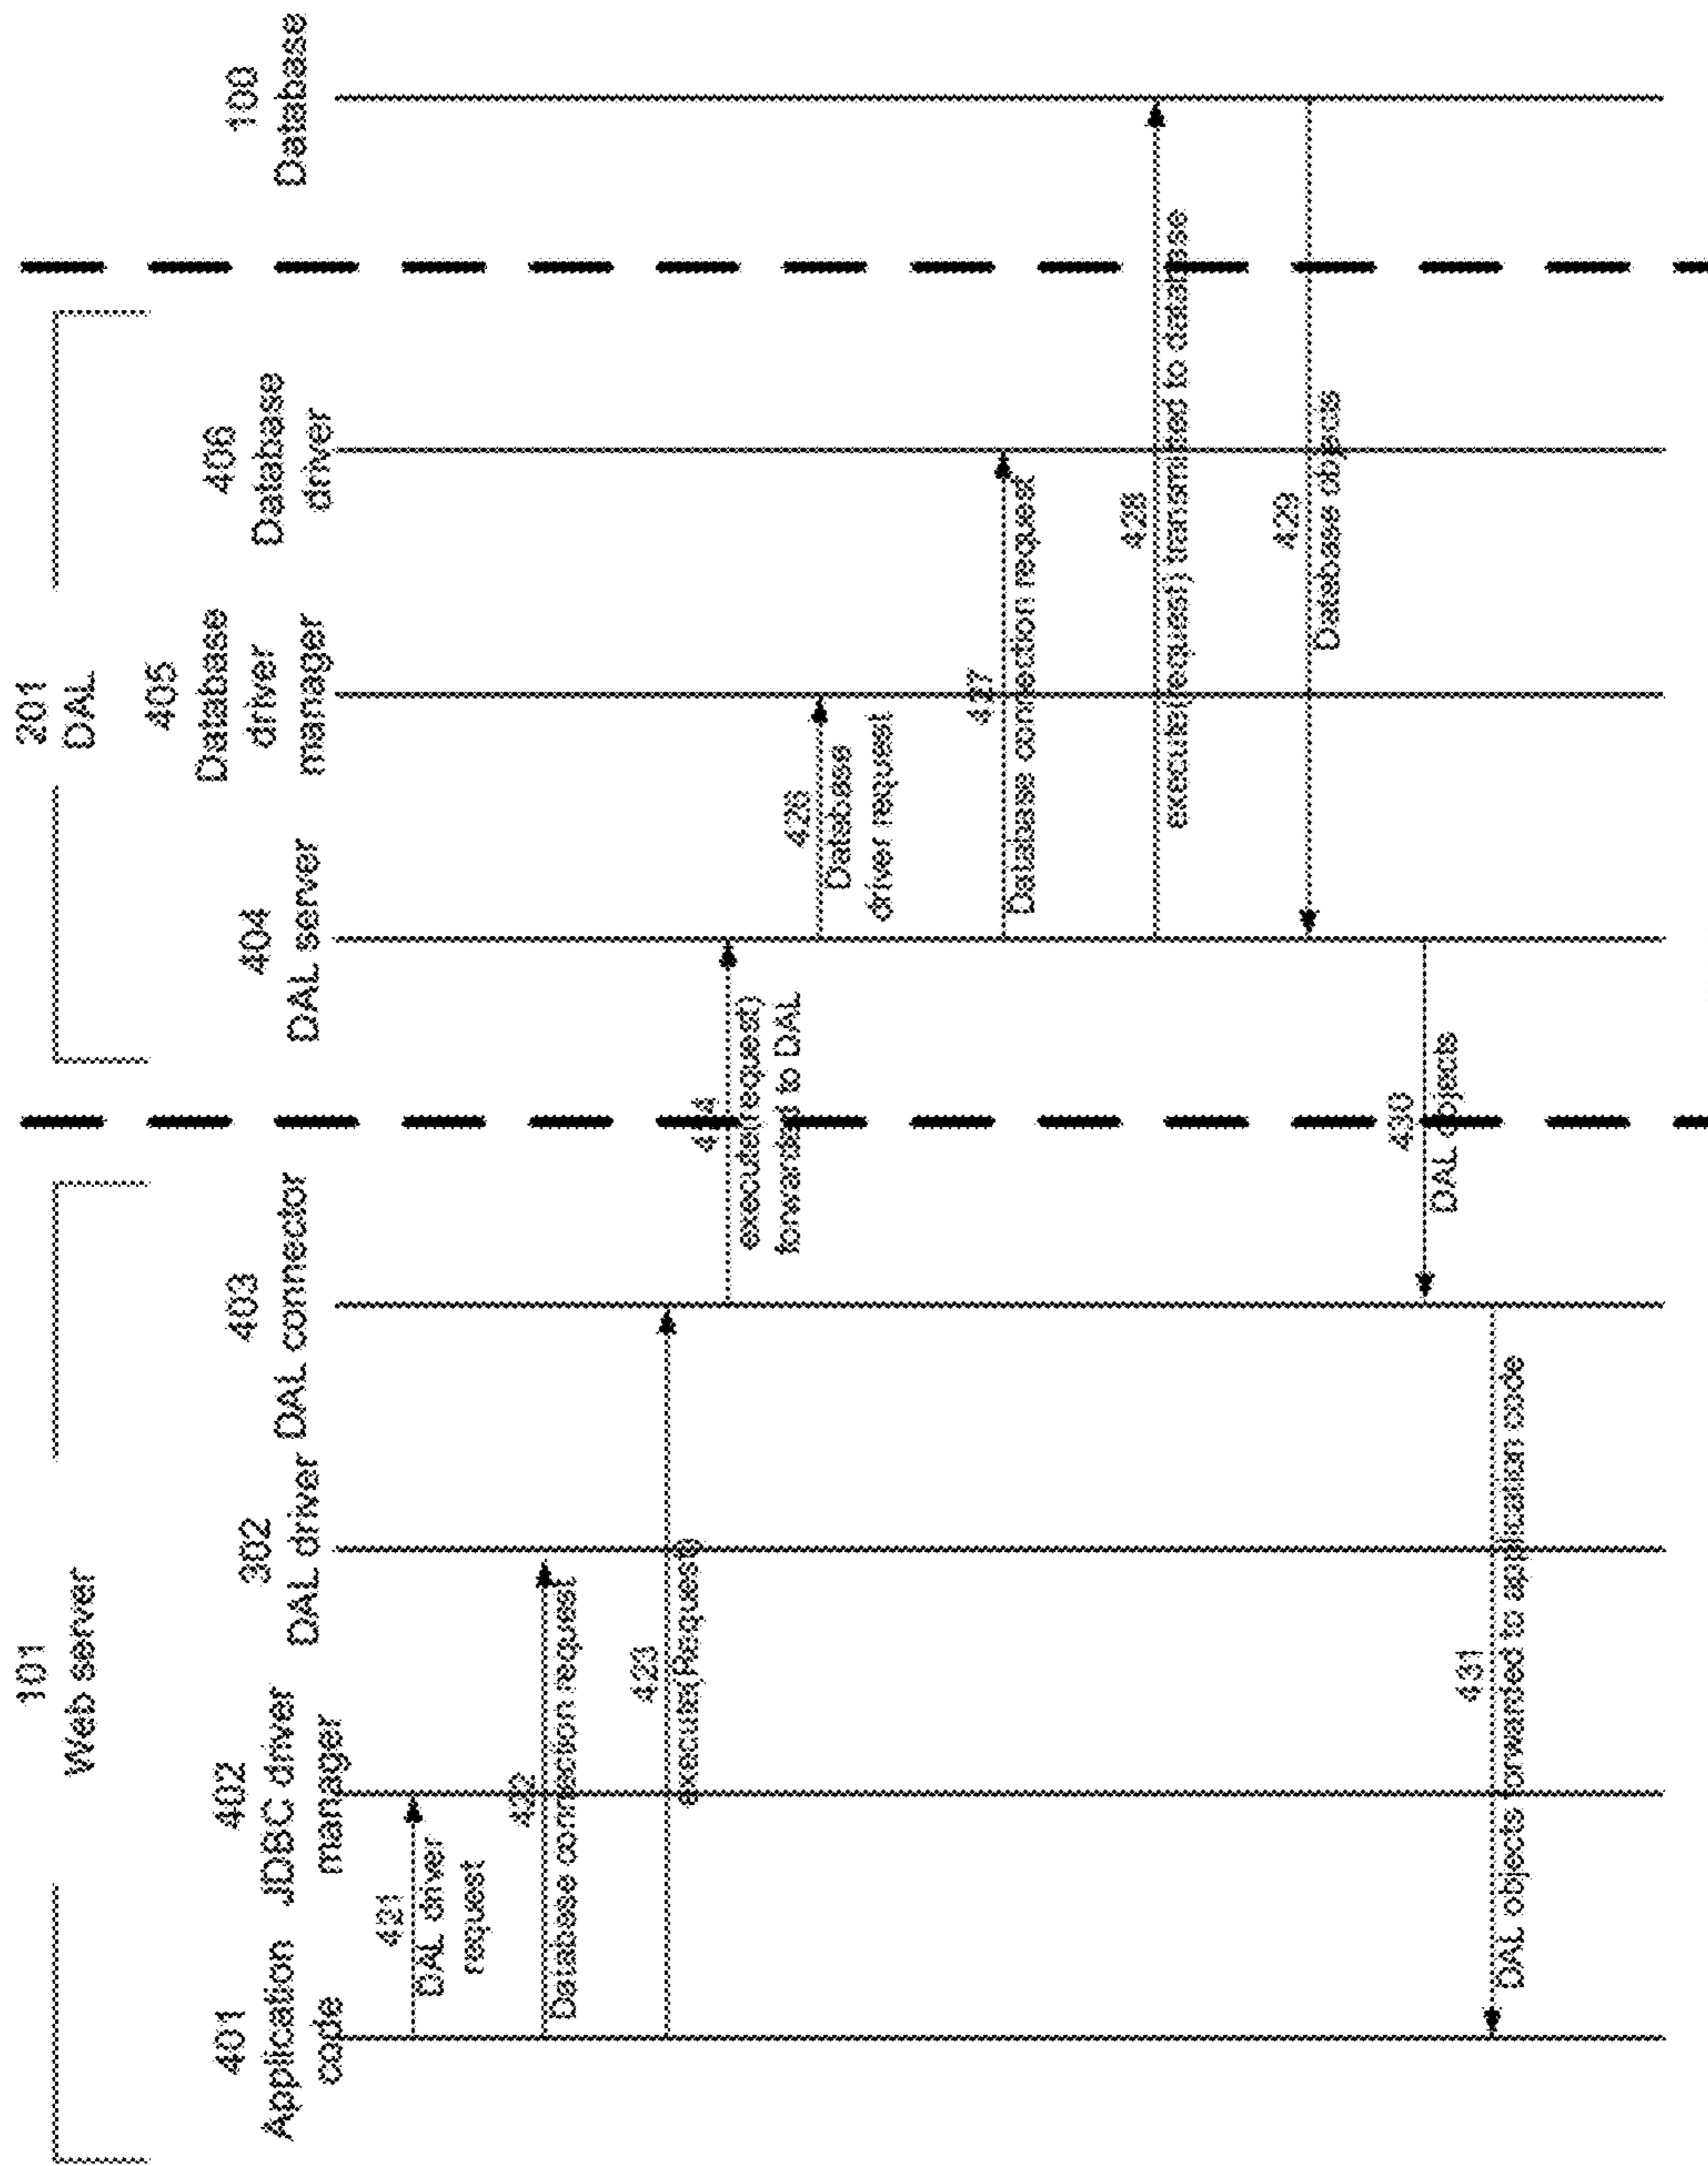 101
Web server
201
DAL
401
Application
code
402
JDBC driver
manager
302
DAL driver
403
DAL connector
404
DAL server
405
Database
driver
manager
406
Database
driver
100
Database
421
DAL driver
request
422
Database connection request
423
execute(Request)
424
execute(request)
forwarded to DAL
426
Database
driver request
427
Database connection request
428
execute(request) transmitted to database
429
Database objects
430
DAL objects
431
DAL objects forwarded to application code